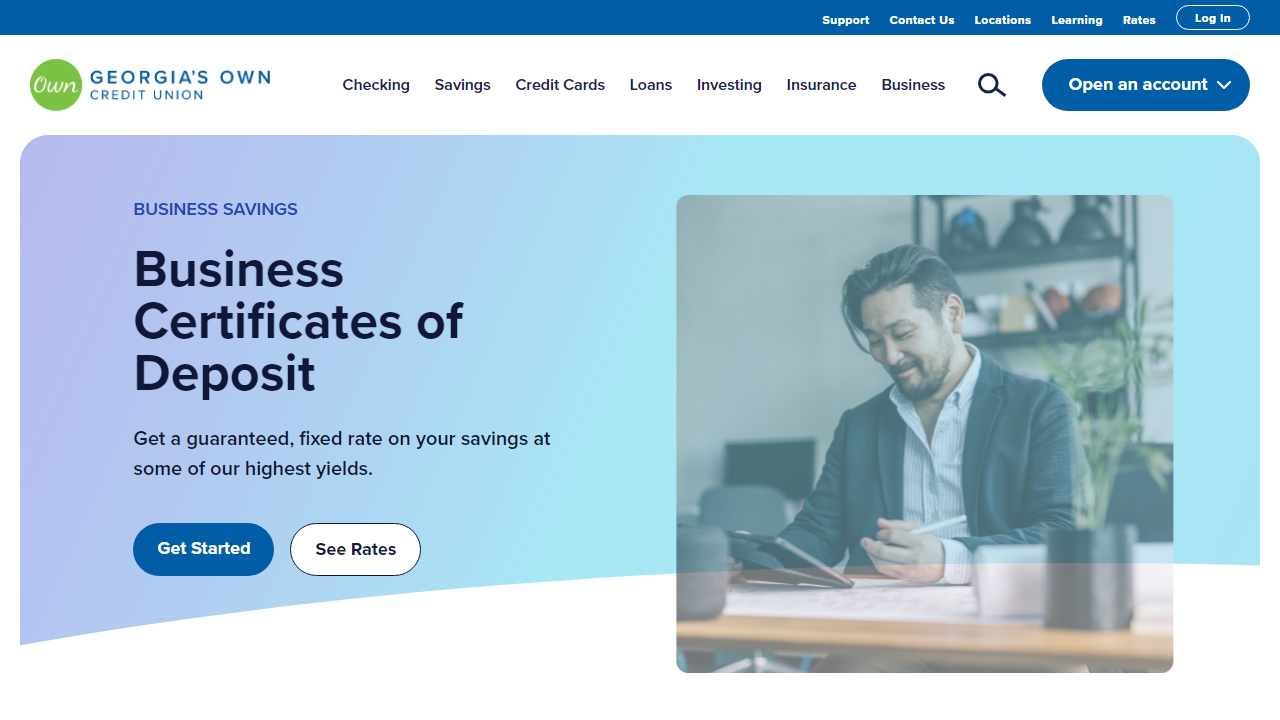 Support Contact Us Locations Learning Rates Log In
Own GEORGIA'S OWN
CREDIT UNION
Checking Savings Credit Cards Loans Investing Insurance Business Open an account
BUSINESS SAVINGS
Business
Certificates of
Deposit
Get a guaranteed, fixed rate on your savings at
some of our highest yields.
Get Started See Rates